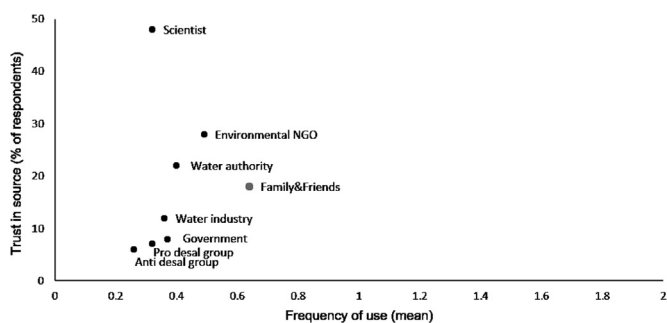 Trust in source (% of respondents)
50
40
30
20
10
0
Scientist
Environmental NGO
Water authority
Family&Friends
Water industry
Government
Pro desal group
Anti desal group
0 0.2 0.4 0.6 0.8 1 1.2 1.4 1.6 1.8 2
Frequency of use (mean)